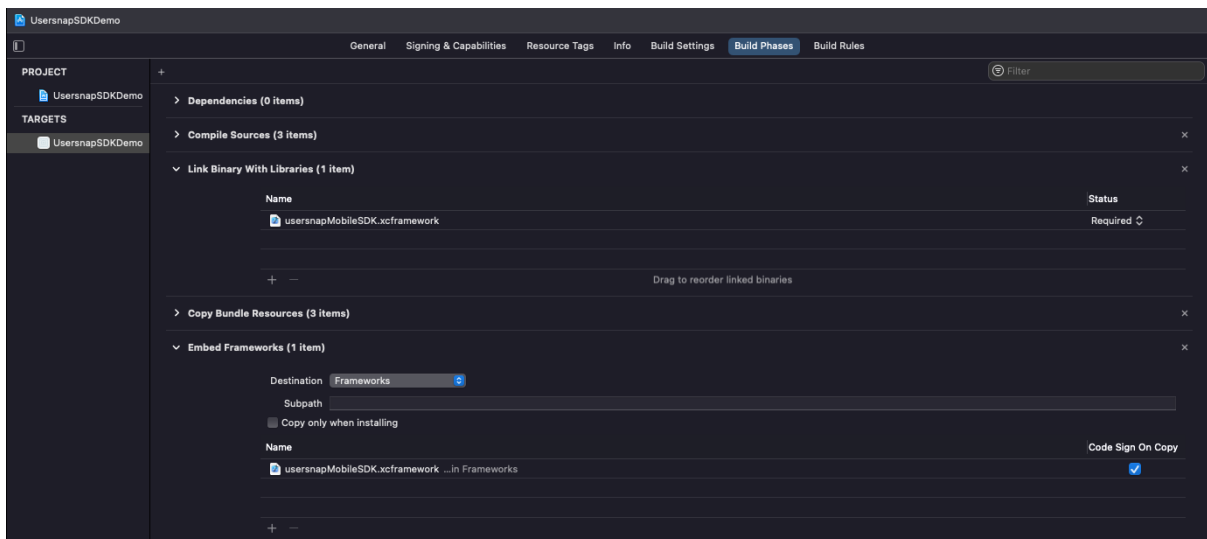 UsersnapSDKDemo
General Signing & Capabilities Resource Tags Info Build Settings Build Phases Build Rules
PROJECT
UsersnapSDKDemo
TARGETS
UsersnapSDKDemo
+ Filter
Dependencies (0 items)
Compile Sources (3 items) ×
Link Binary With Libraries (1 item) ×
Name Status
usersnapMobileSDK.xcframework Required
+ — Drag to reorder linked binaries
Copy Bundle Resources (3 items) ×
Embed Frameworks (1 item) ×
Destination Frameworks
Subpath
Copy only when installing
Name Code Sign On Copy
usersnapMobileSDK.xcframework ...in Frameworks
+ —